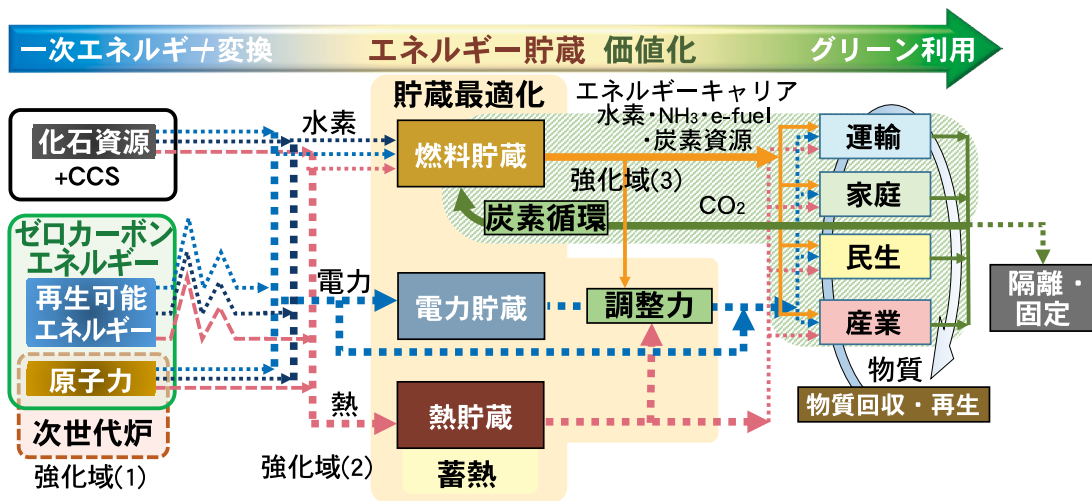 一次エネルギー変換
エネルギー貯蔵 価値化
グリーン利用
化石資源
+CCS
ゼロカーボン
エネルギー
再生可能
エネルギー
原子力
次世代炉
強化域(1)
水素
電力
熱
強化域(2)
貯蔵最適化
燃料貯蔵
炭素循環
電力貯蔵
熱貯蔵
蓄熱
エネルギーキャリア
水素・NH₃・e-fuel
・炭素資源
強化域(3)
CO₂
調整力
運輸
家庭
民生
産業
物質
物質回収・再生
隔離・
固定